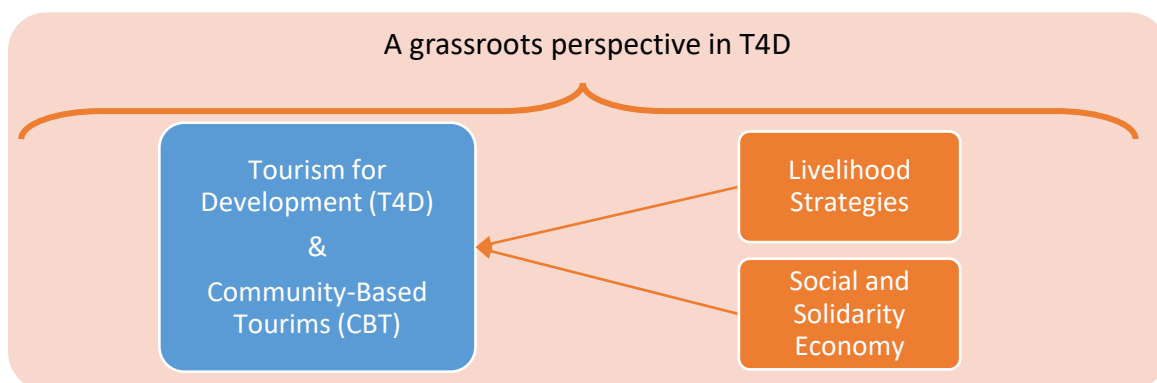 A grassroots perspective in T4D
Tourism for
Development (T4D)
&
Community-Based
Tourims (CBT)
Livelihood
Strategies
Social and
Solidarity
Economy